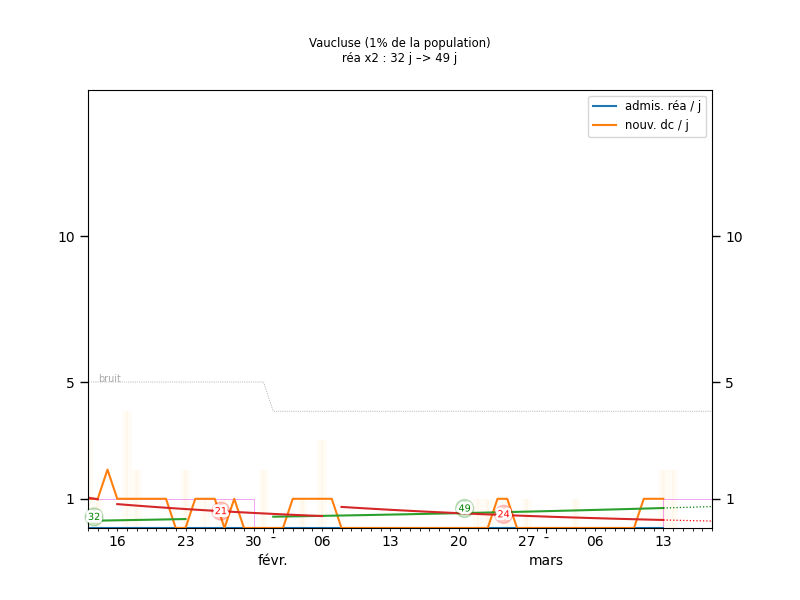 Vaucluse (1% de la population)
réa x2 : 32 j –> 49 j
admis. réa / j
nouv. dc / j
10 10
5 5
bruit
1 1
32 21 49 24
16 23 30 - 06 13 20 27 - 06 13
févr. mars